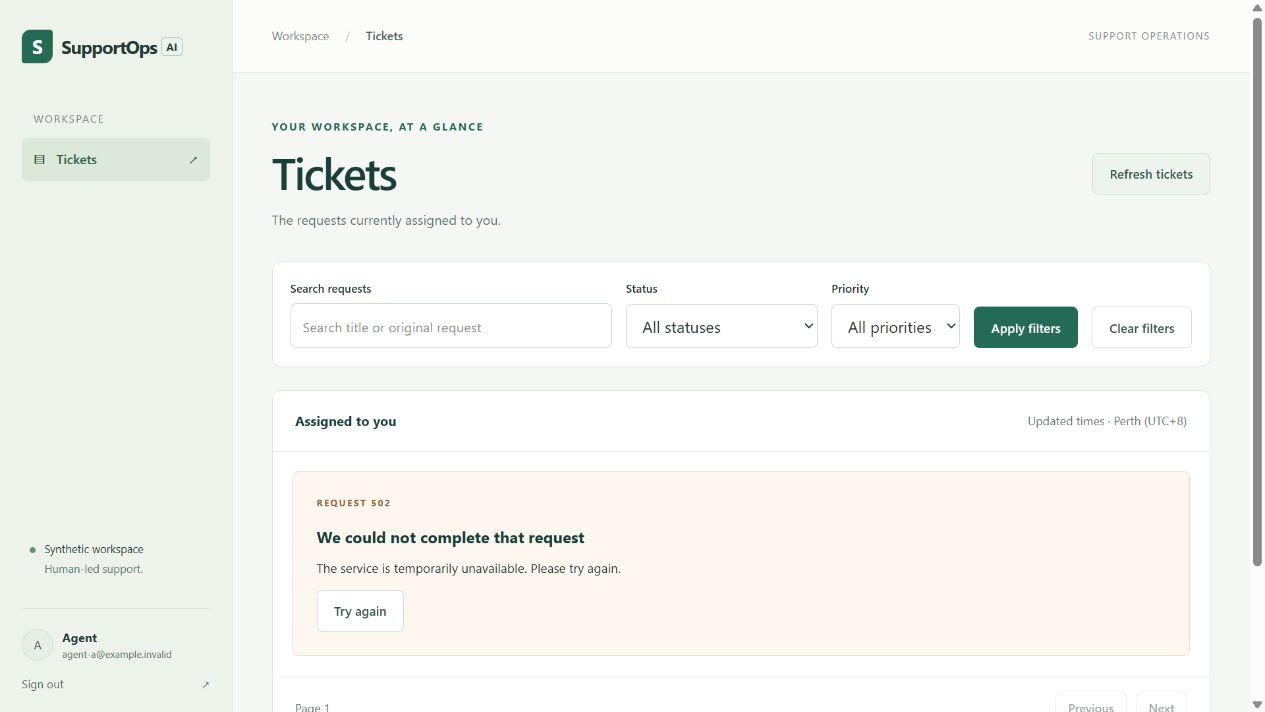 S SupportOps AI
WORKSPACE
Tickets
Synthetic workspace
Human-led support.
A
Agent
agent-a@example.invalid
Sign out
Workspace / Tickets
SUPPORT OPERATIONS
YOUR WORKSPACE, AT A GLANCE
Tickets
Refresh tickets
The requests currently assigned to you.
Search requests
Status
Priority
Search title or original request
All statuses
All priorities
Apply filters
Clear filters
Assigned to you
Updated times · Perth (UTC+8)
REQUEST 502
We could not complete that request
The service is temporarily unavailable. Please try again.
Try again
Page 1
Previous
Next